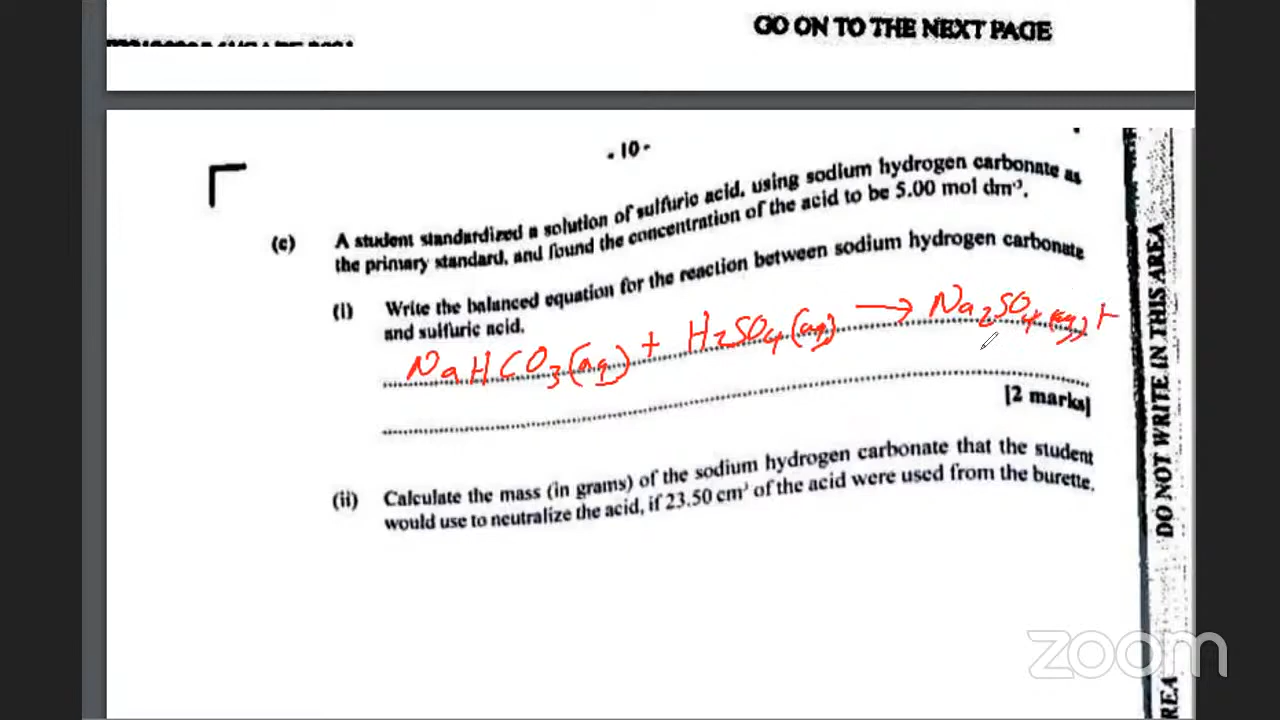 GO ON TO THE NEXT PAGE
- 10 -
(c) A student standardized a solution of sulfuric acid, using sodium hydrogen carbonate as
the primary standard, and found the concentration of the acid to be 5.00 mol dm⁻³.
(i) Write the balanced equation for the reaction between sodium hydrogen carbonate
and sulfuric acid.
NaHCO₃(aq) + H₂SO₄(aq) → Na₂SO₄(aq) +
[2 marks]
(ii) Calculate the mass (in grams) of the sodium hydrogen carbonate that the student
would use to neutralize the acid, if 23.50 cm³ of the acid were used from the burette.
DO NOT WRITE IN THIS AREA
REA
zoom